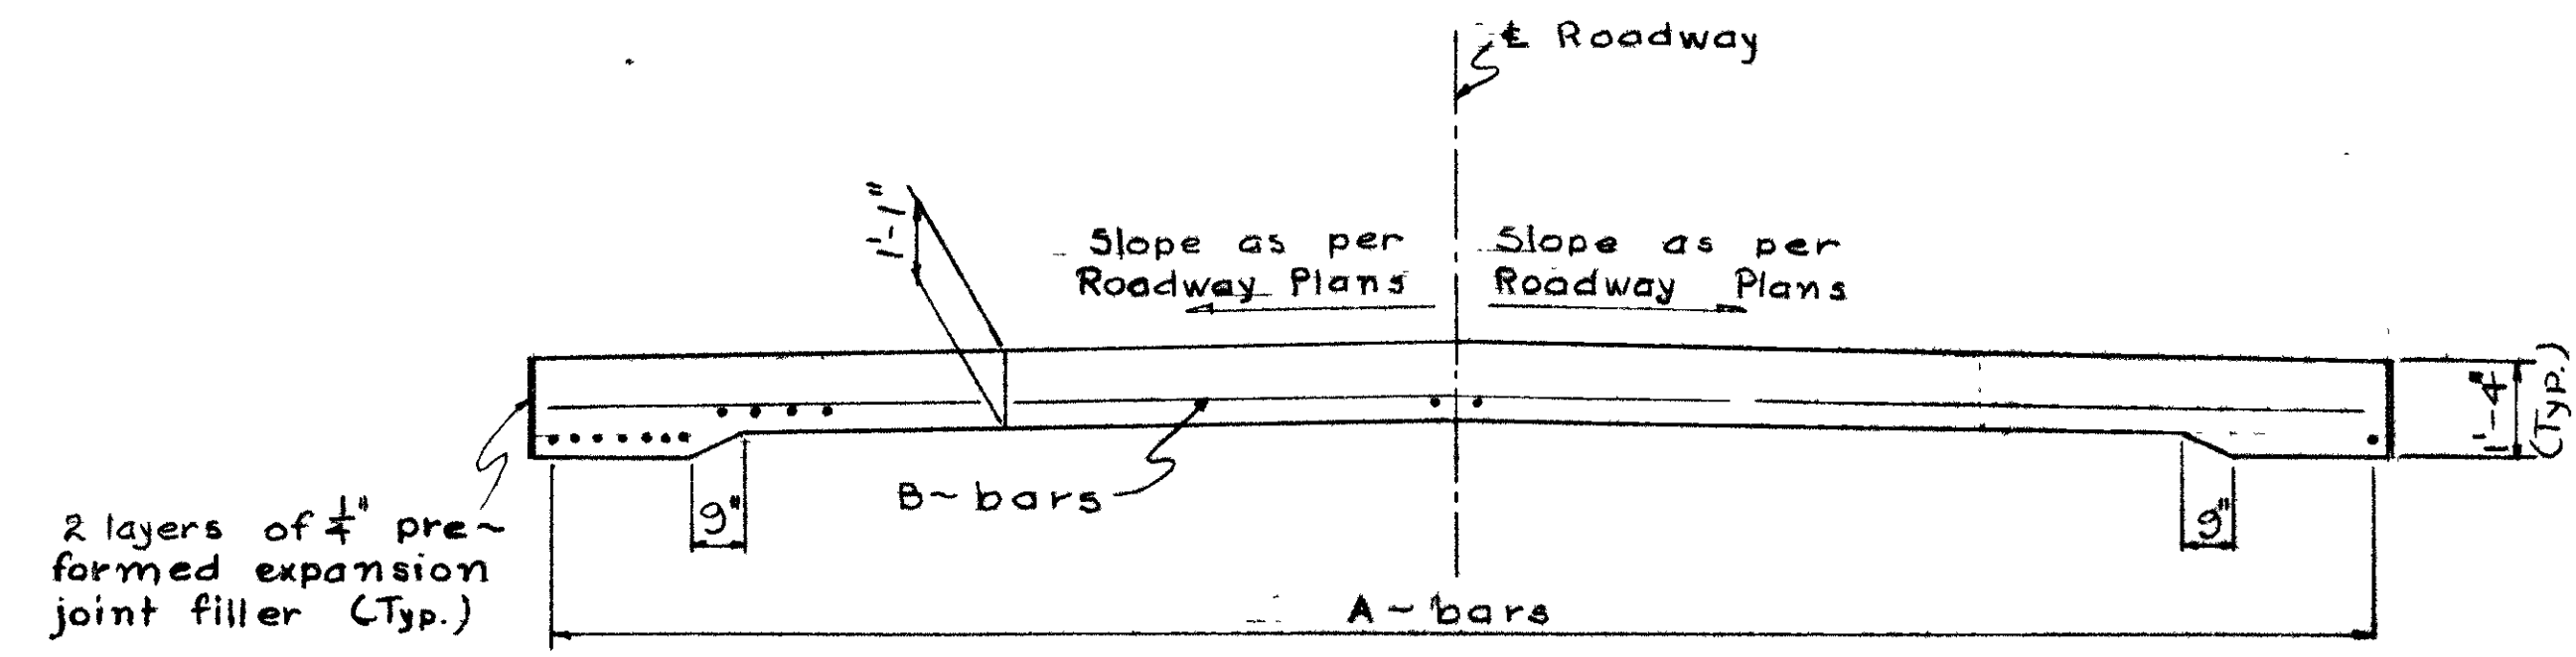 ℄ Roadway
1'-1"
Slope as per
Roadway Plans
Slope as per
Roadway Plans
1'-4"
(Typ.)
B~bars
9"
9"
2 layers of 1/4" pre~
formed expansion
joint filler (Typ.)
A~bars